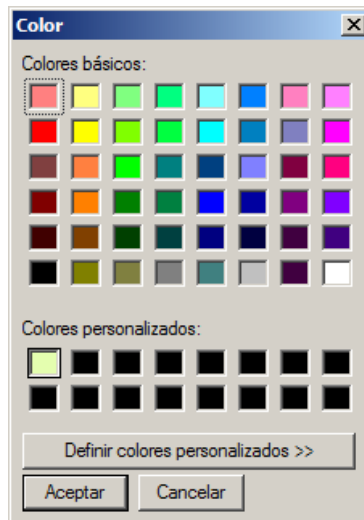 Color
Colores básicos:
Colores personalizados:
Definir colores personalizados >>
Aceptar
Cancelar